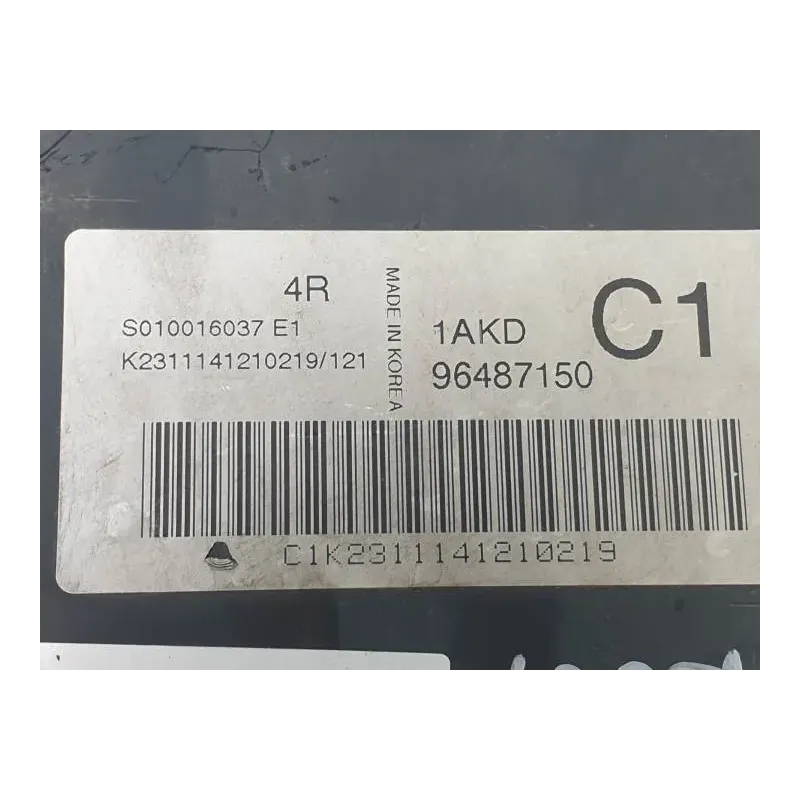 4R
S010016037 E1
K2311141210219/121
MADE IN KOREA
1AKD
96487150
C1
C1K2311141210219